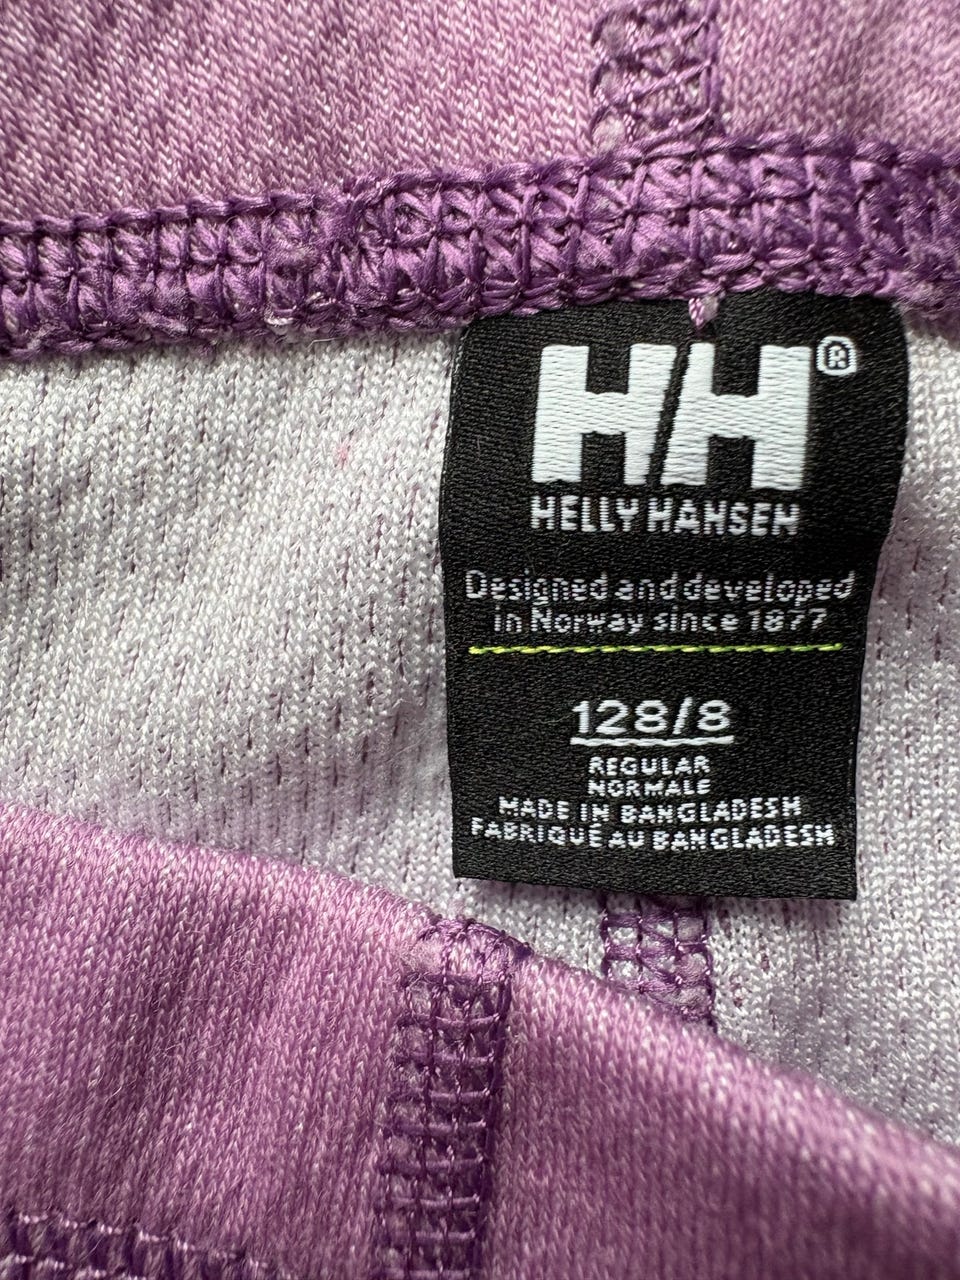 HH®
HELLY HANSEN
Designed and developed
in Norway since 1877
128/8
REGULAR
NORMALE
MADE IN BANGLADESH
FABRIQUÉ AU BANGLADESH